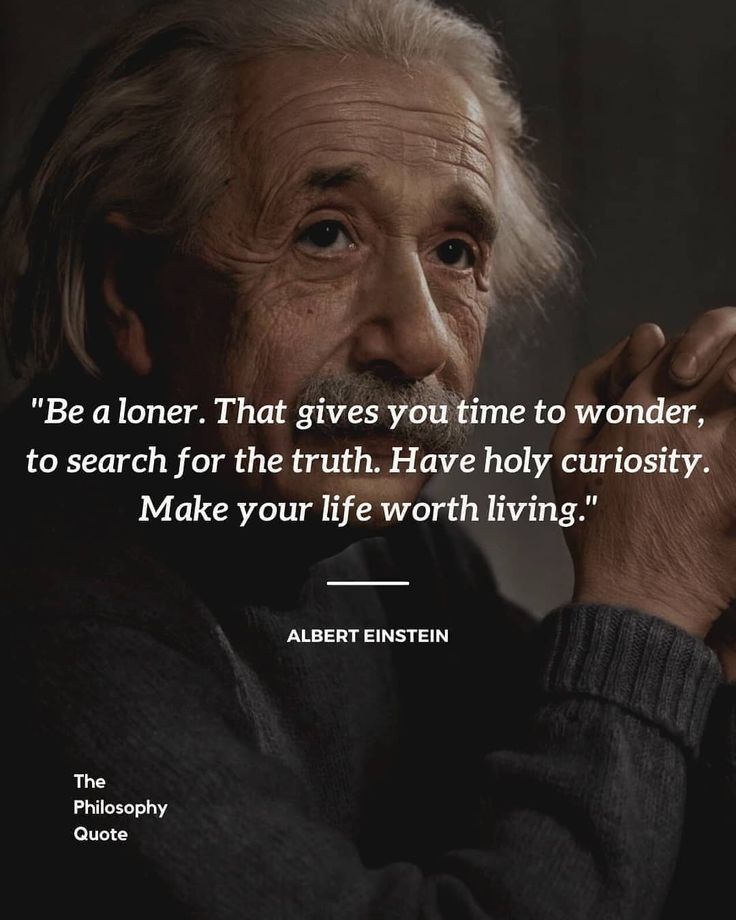 "Be a loner. That gives you time to wonder,
to search for the truth. Have holy curiosity.
Make your life worth living."
ALBERT EINSTEIN
The
Philosophy
Quote